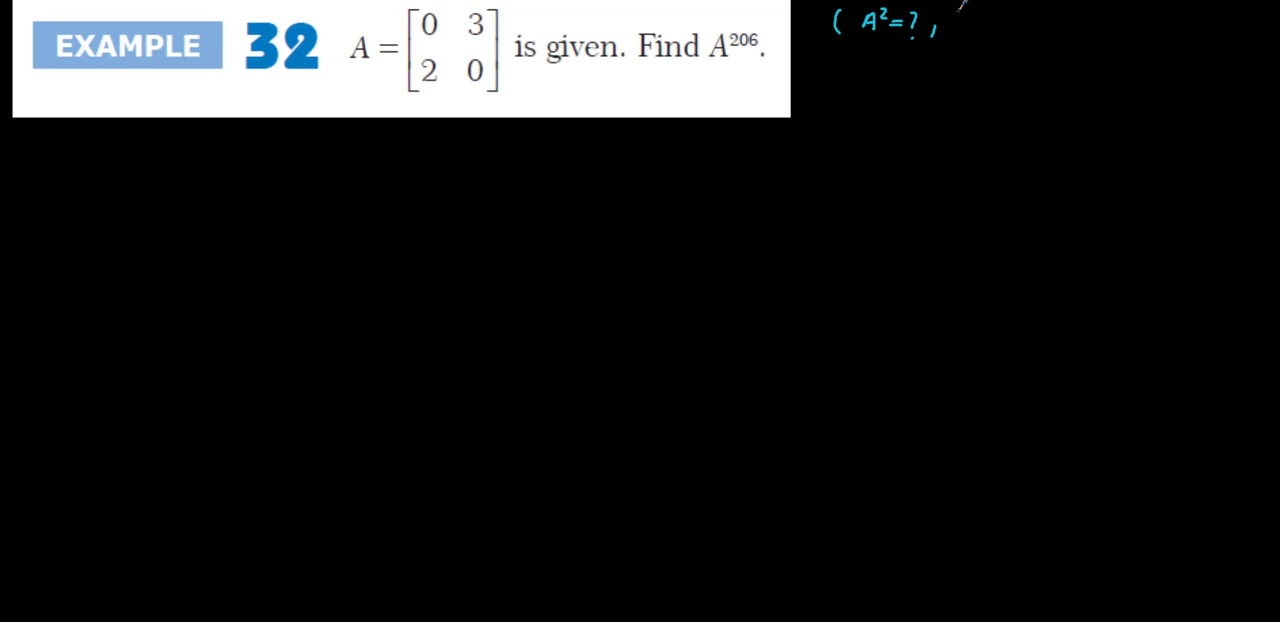 EXAMPLE 32 A = [0 3; 2 0] is given. Find A²⁰⁶.
( A² = ? ,